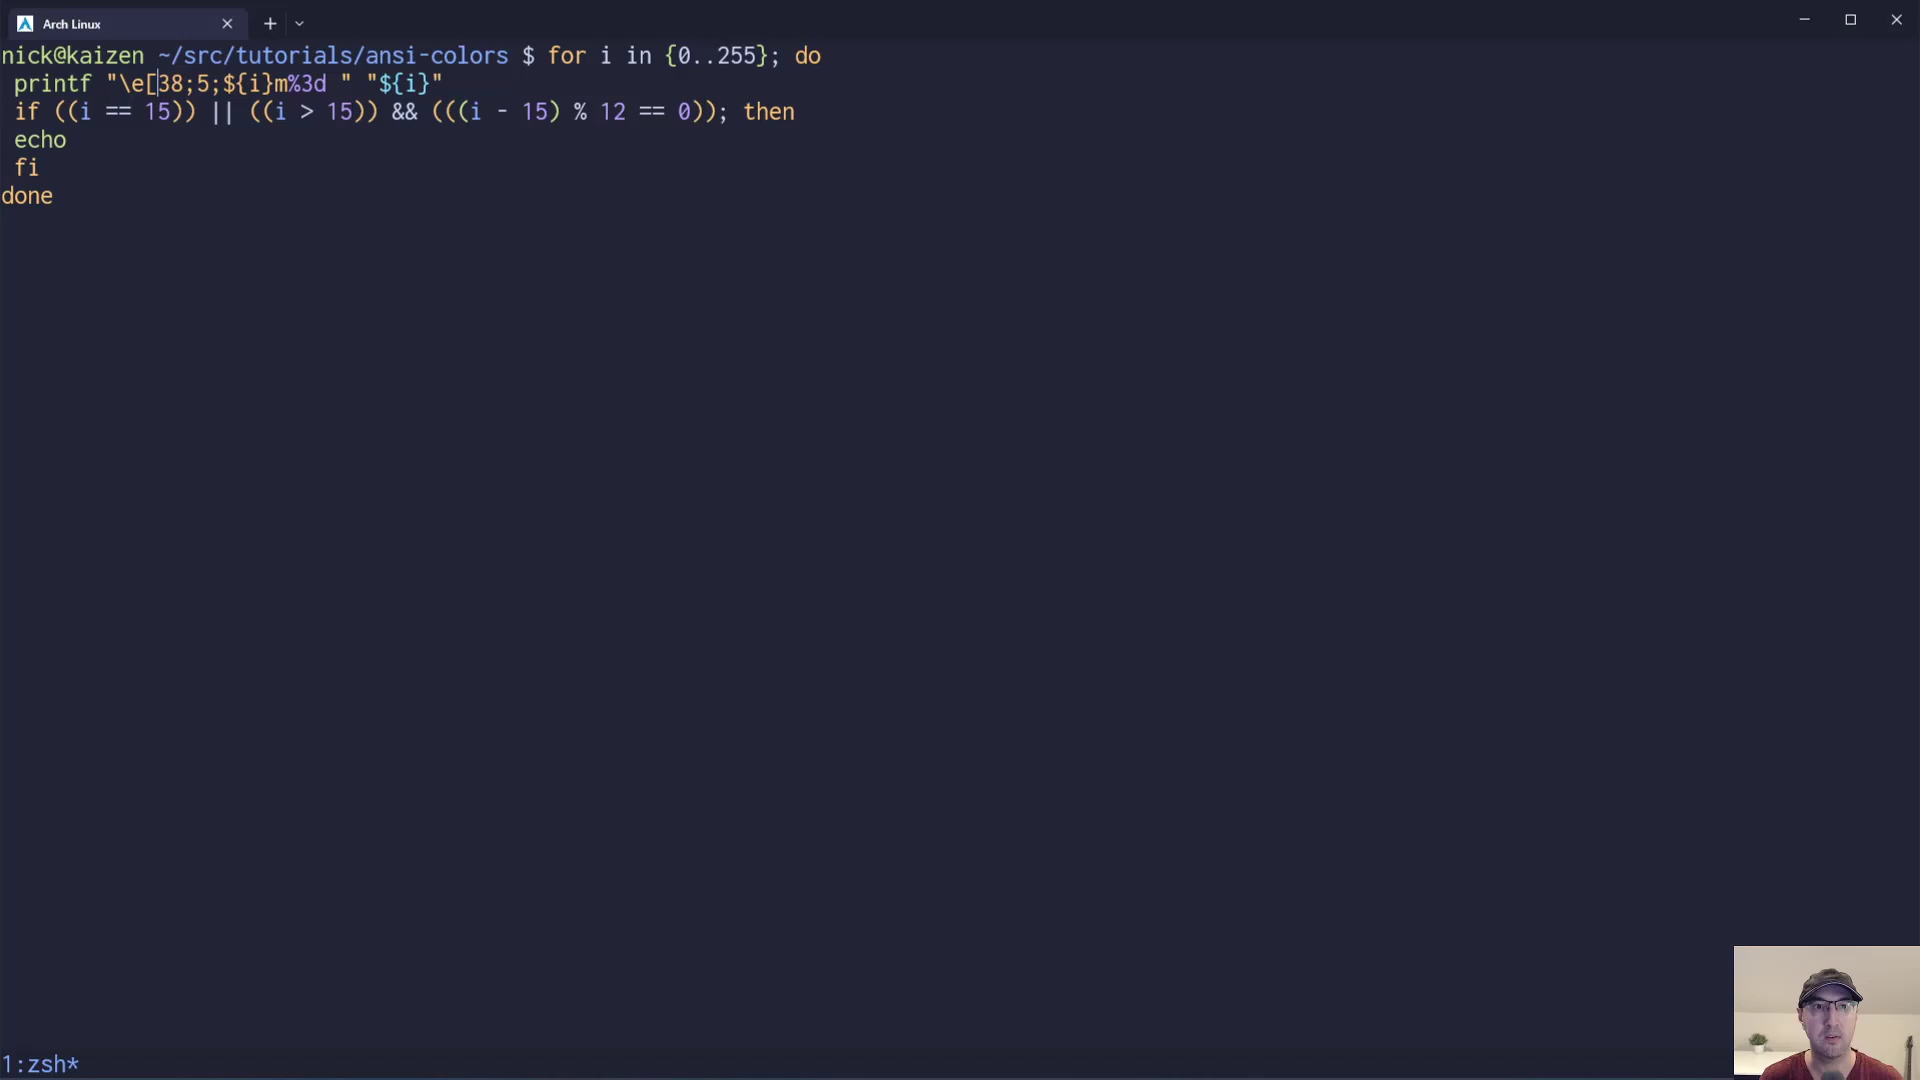 Arch Linux
nick@kaizen ~/src/tutorials/ansi-colors $ for i in {0..255}; do
printf "\e[38;5;${i}m%3d " "${i}"
if ((i == 15)) || ((i > 15)) && (((i - 15) % 12 == 0)); then
echo
fi
done
1:zsh*